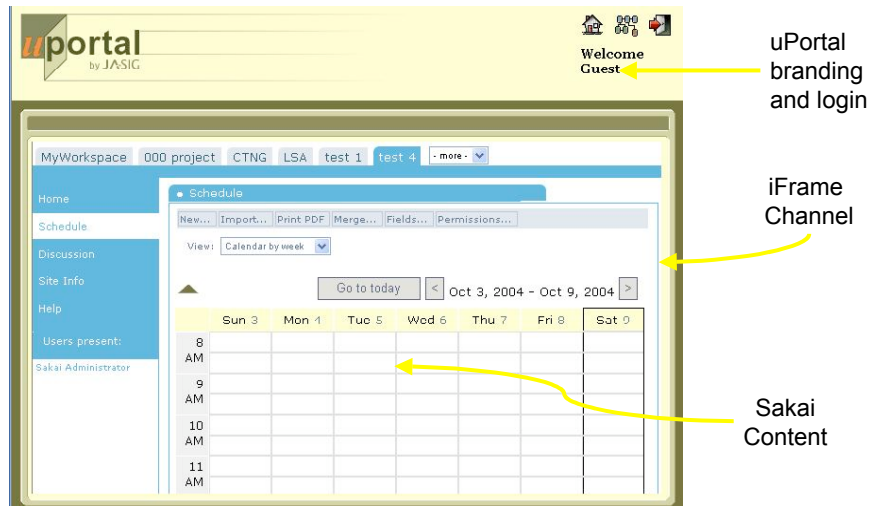 uportal
by JA-SIG
Welcome
Guest
uPortal
branding
and login
MyWorkspace 000 project CTNG LSA test 1 test 4 - more -
iFrame
Channel
Home
Schedule
Discussion
Site Info
Help
Users present:
Sakai Administrator
Schedule
New... Import... Print PDF Merge... Fields... Permissions...
View: Calendar by week
Go to today < Oct 3, 2004 - Oct 9, 2004 >
Sun 3 Mon 4 Tue 5 Wed 6 Thu 7 Fri 8 Sat 9
8
AM
9
AM
10
AM
11
AM
Sakai
Content